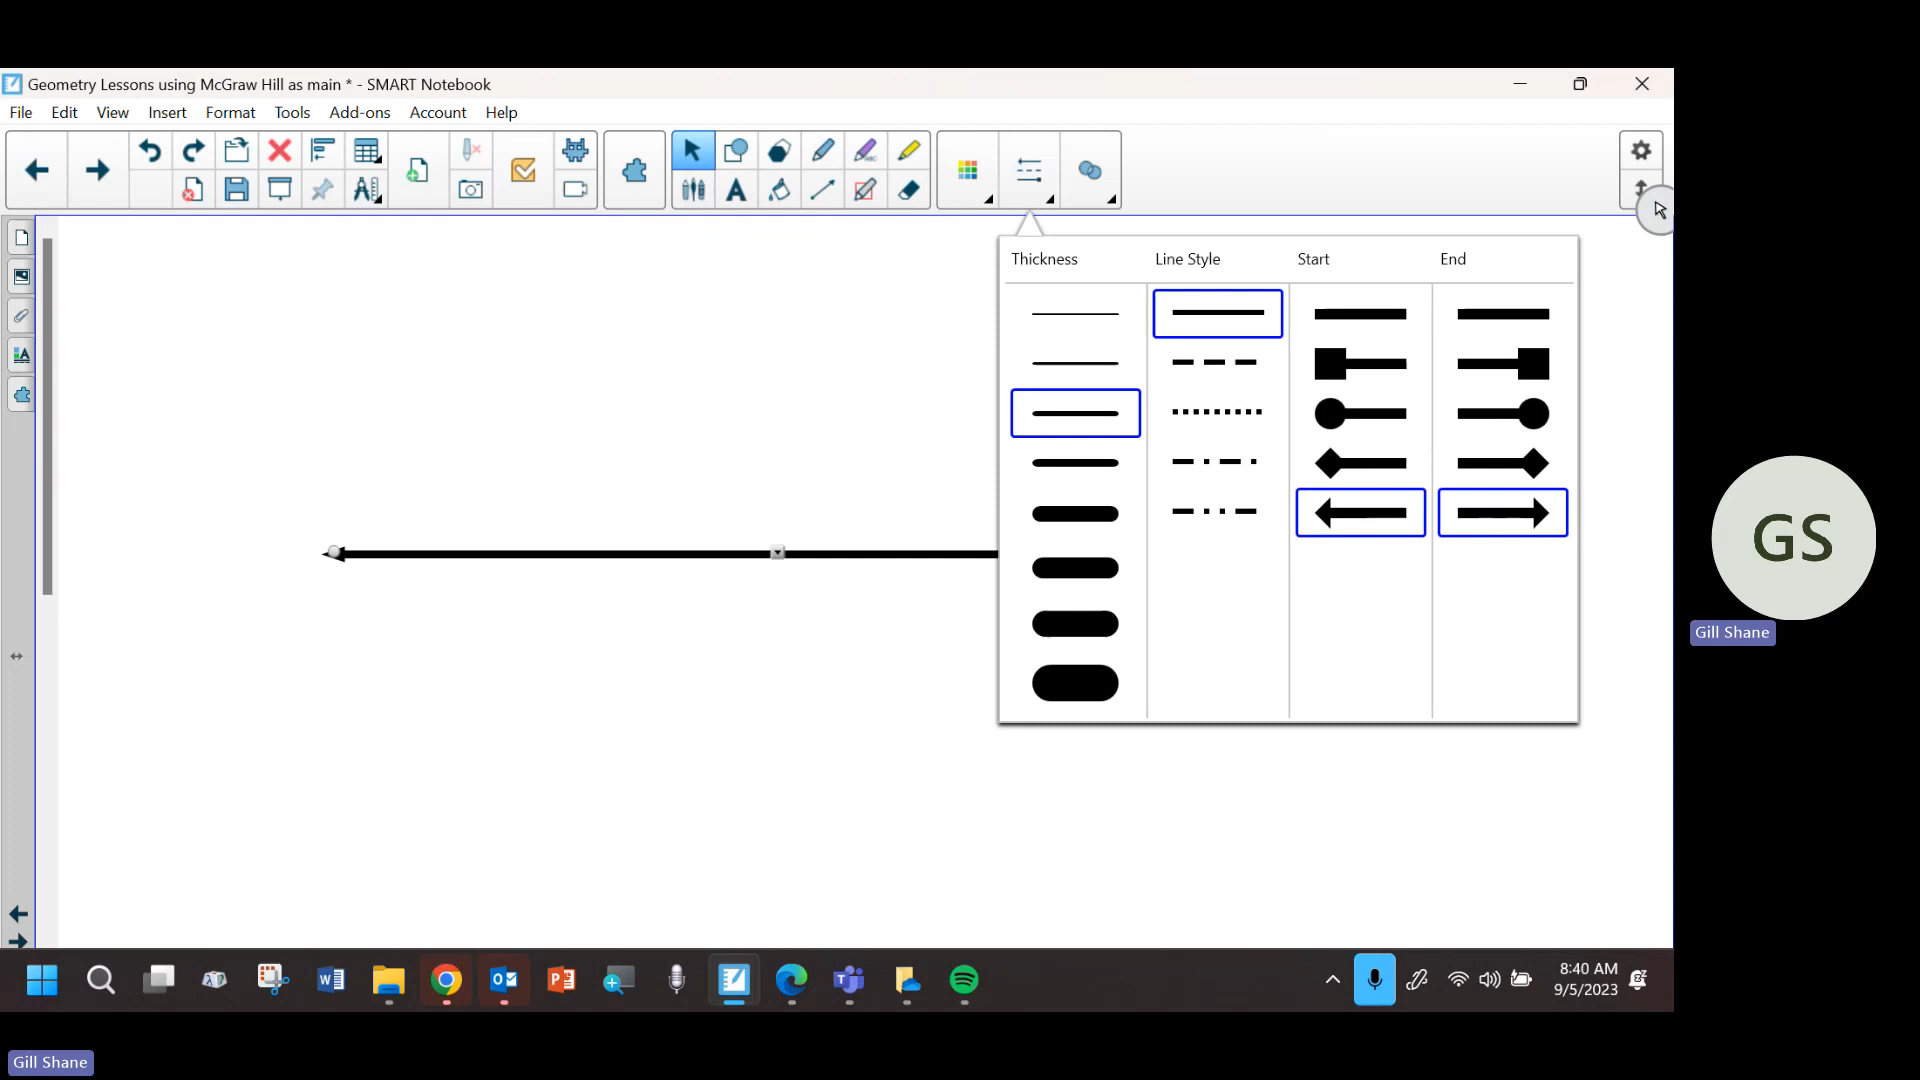 Geometry Lessons using McGraw Hill as main * - SMART Notebook
File Edit View Insert Format Tools Add-ons Account Help
Thickness Line Style Start End
GS
Gill Shane
8:40 AM
9/5/2023
Gill Shane